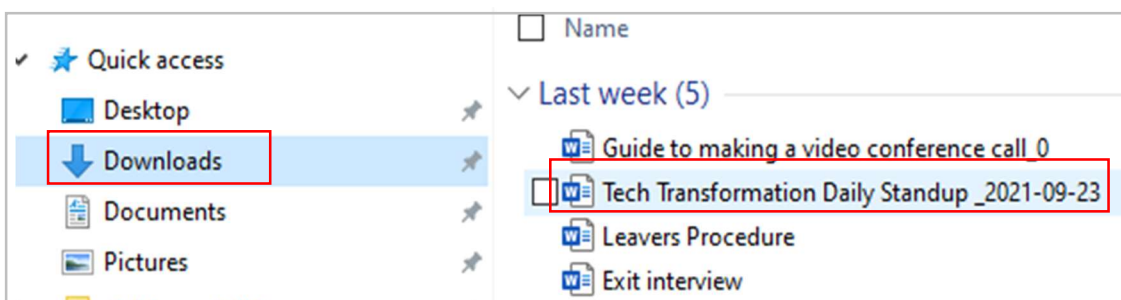 Quick access
Desktop
Downloads
Documents
Pictures
Name
Last week (5)
Guide to making a video conference call_0
Tech Transformation Daily Standup _2021-09-23
Leavers Procedure
Exit interview